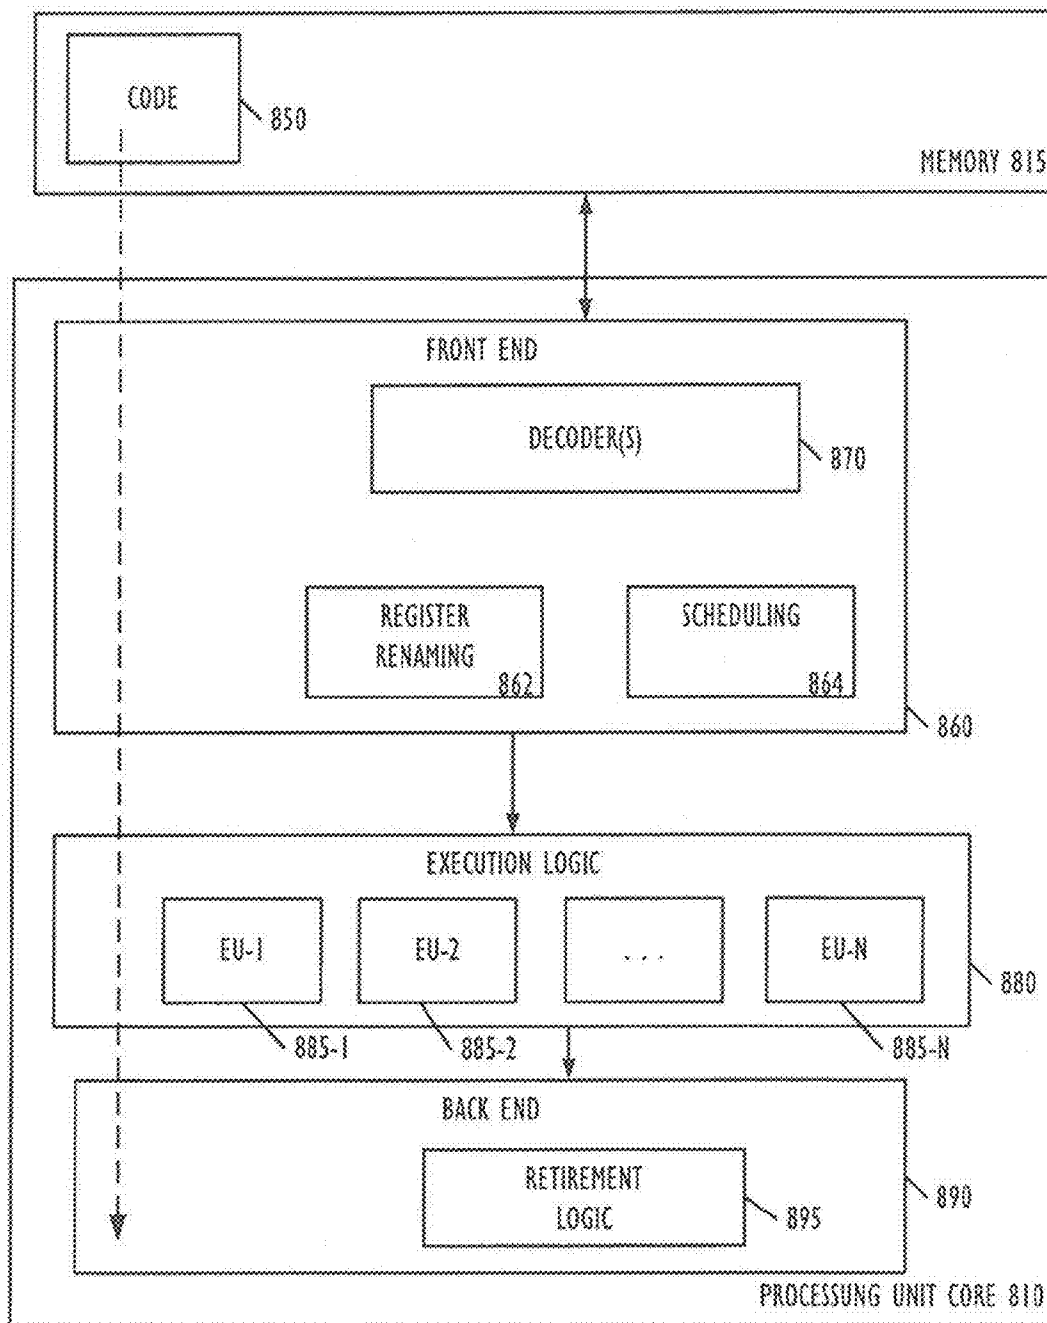 CODE
850
MEMORY 815
FRONT END
DECODER(S)
870
REGISTER
RENAMING
862
SCHEDULING
864
860
EXECUTION LOGIC
EU-1
EU-2
...
EU-N
880
885-1
885-2
885-N
BACK END
RETIREMENT
LOGIC
895
890
PROCESSUNG UNIT CORE 810